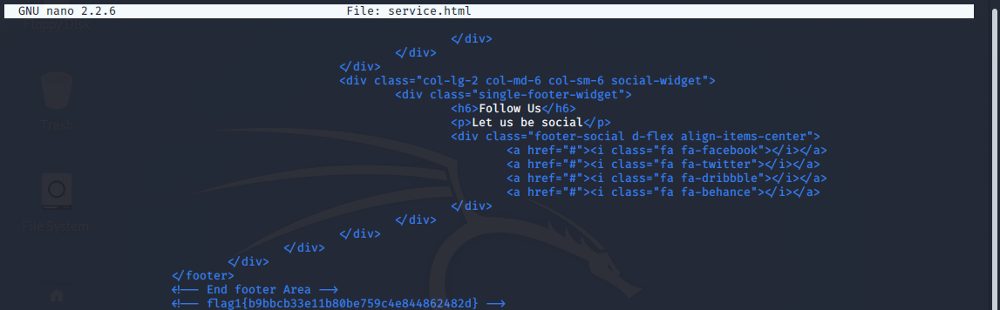 GNU nano 2.2.6 File: service.html
Floppy Disk
</div>
</div>
</div>
<div class="col-lg-2 col-md-6 col-sm-6 social-widget">
<div class="single-footer-widget">
Trash
<h6>Follow Us</h6>
<p>Let us be social</p>
<div class="footer-social d-flex align-items-center">
<a href="#"><i class="fa fa-facebook"></i></a>
<a href="#"><i class="fa fa-twitter"></i></a>
<a href="#"><i class="fa fa-dribbble"></i></a>
<a href="#"><i class="fa fa-behance"></i></a>
</div>
</div>
File System
</div>
</div>
</div>
</footer>
<!-- End footer Area -->
<!-- flag1{b9bbcb33e11b80be759c4e844862482d} -->